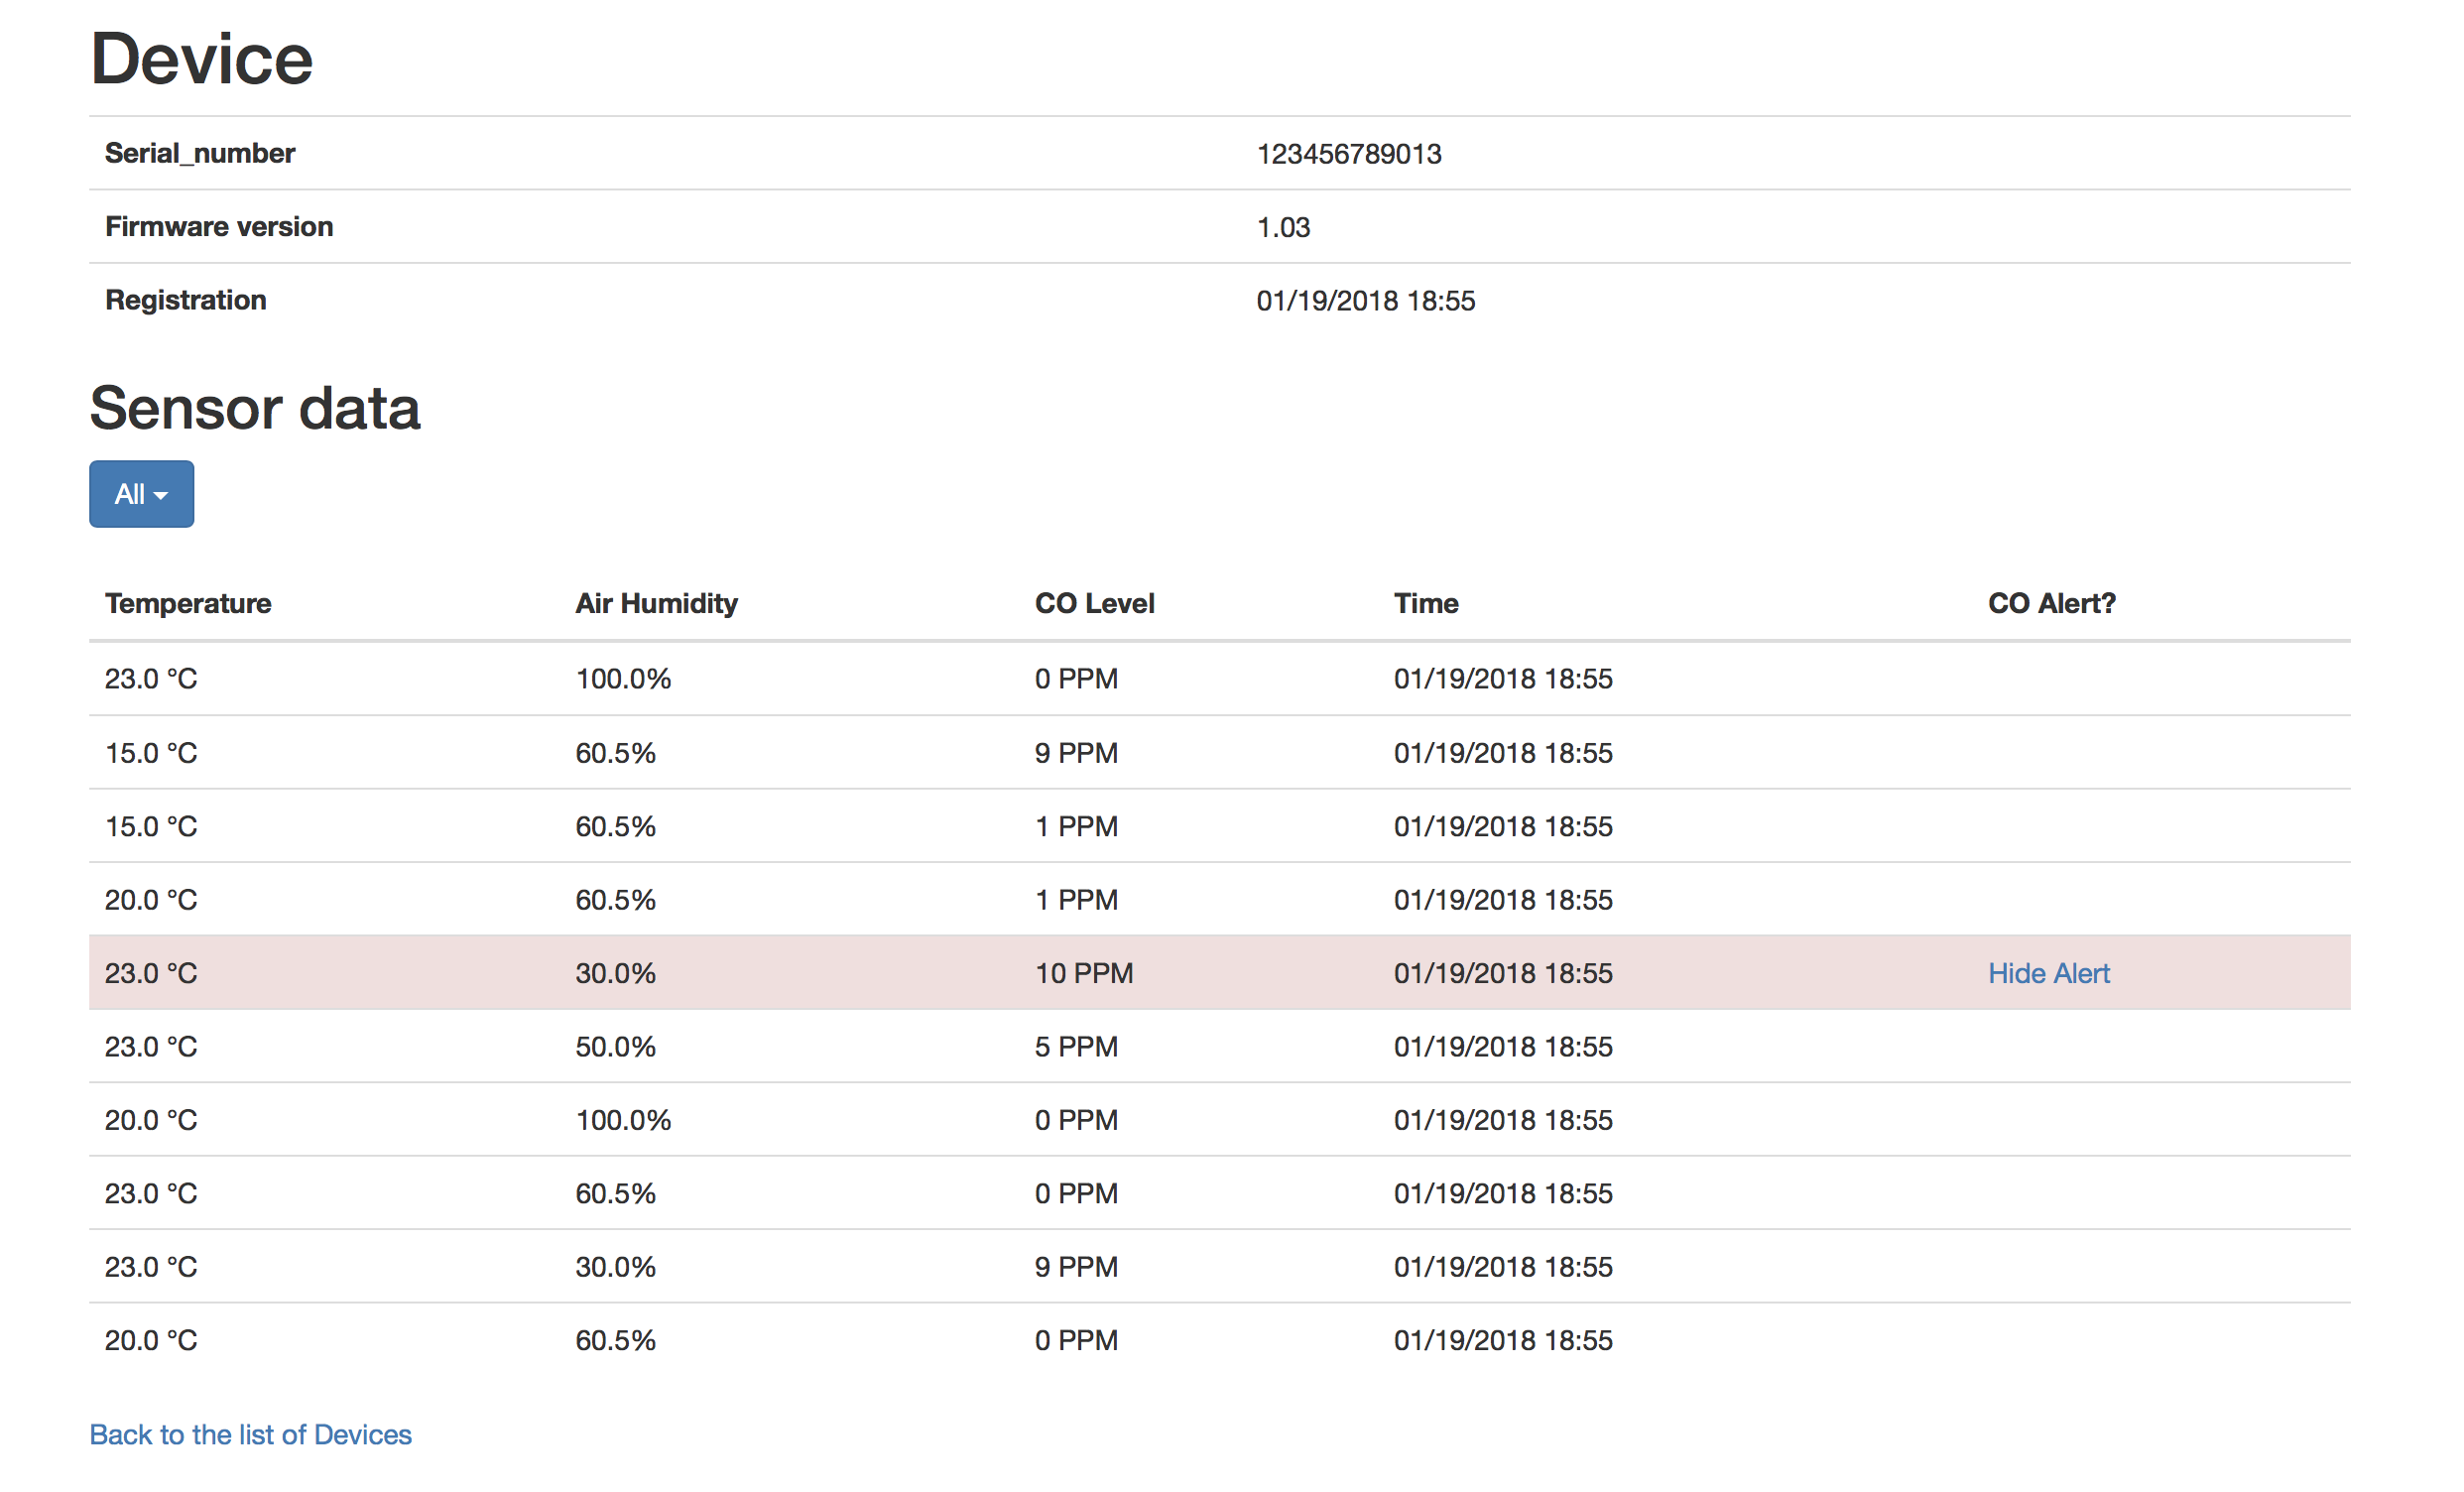 Device
Serial_number 123456789013
Firmware version 1.03
Registration 01/19/2018 18:55
Sensor data
All
Temperature Air Humidity CO Level Time CO Alert?
23.0 °C 100.0% 0 PPM 01/19/2018 18:55
15.0 °C 60.5% 9 PPM 01/19/2018 18:55
15.0 °C 60.5% 1 PPM 01/19/2018 18:55
20.0 °C 60.5% 1 PPM 01/19/2018 18:55
23.0 °C 30.0% 10 PPM 01/19/2018 18:55 Hide Alert
23.0 °C 50.0% 5 PPM 01/19/2018 18:55
20.0 °C 100.0% 0 PPM 01/19/2018 18:55
23.0 °C 60.5% 0 PPM 01/19/2018 18:55
23.0 °C 30.0% 9 PPM 01/19/2018 18:55
20.0 °C 60.5% 0 PPM 01/19/2018 18:55
Back to the list of Devices